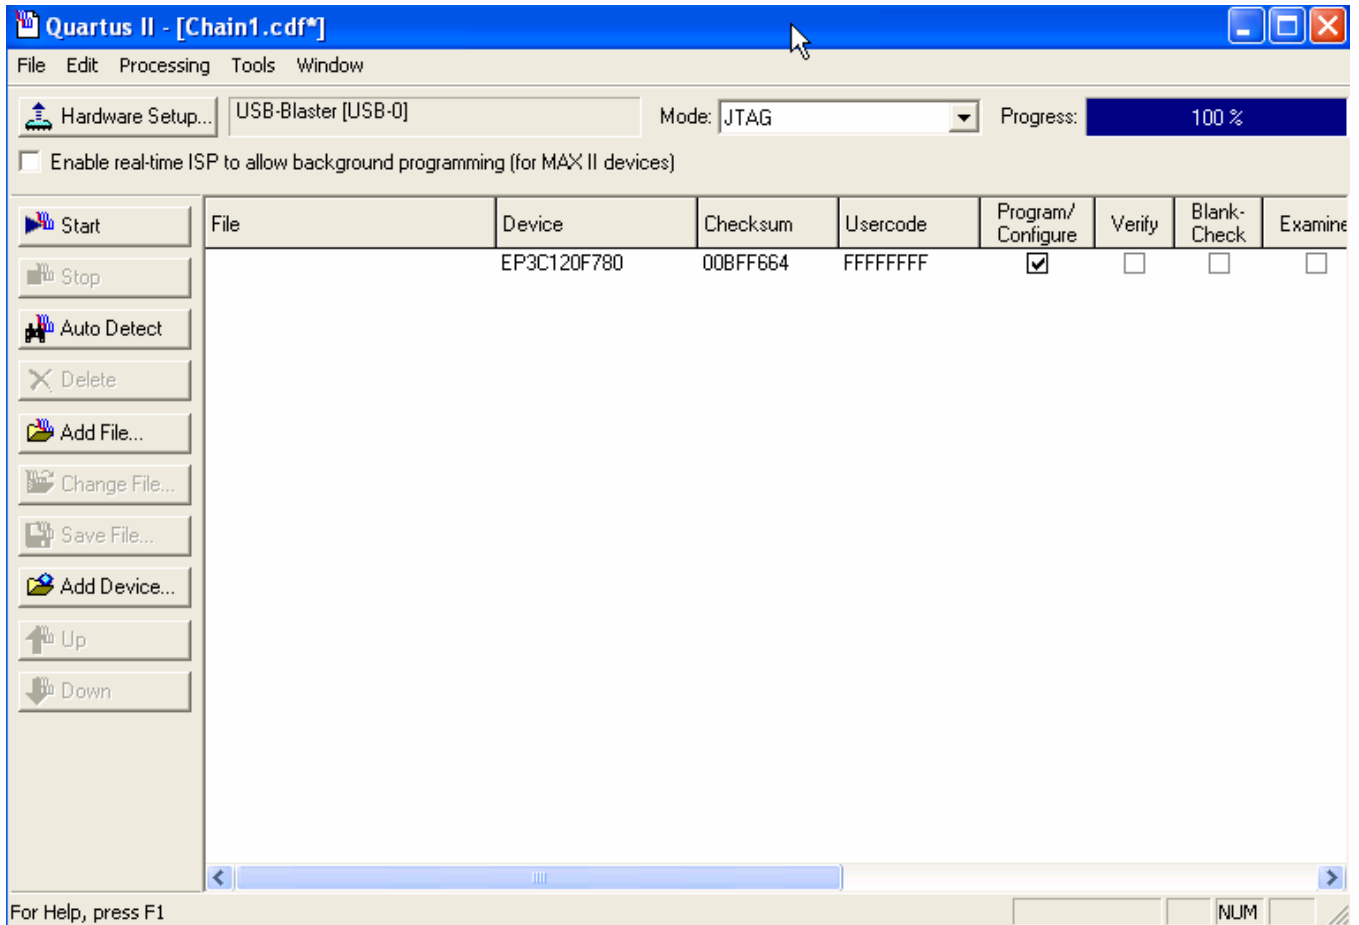 Quartus II - [Chain1.cdf*]
File Edit Processing Tools Window
Hardware Setup... USB-Blaster [USB-0] Mode: JTAG Progress: 100 %
Enable real-time ISP to allow background programming (for MAX II devices)
Start
Stop
Auto Detect
Delete
Add File...
Change File...
Save File...
Add Device...
Up
Down
File Device Checksum Usercode Program/ Configure Verify Blank- Check Examine
EP3C120F780 00BFF664 FFFFFFFF
For Help, press F1 NUM